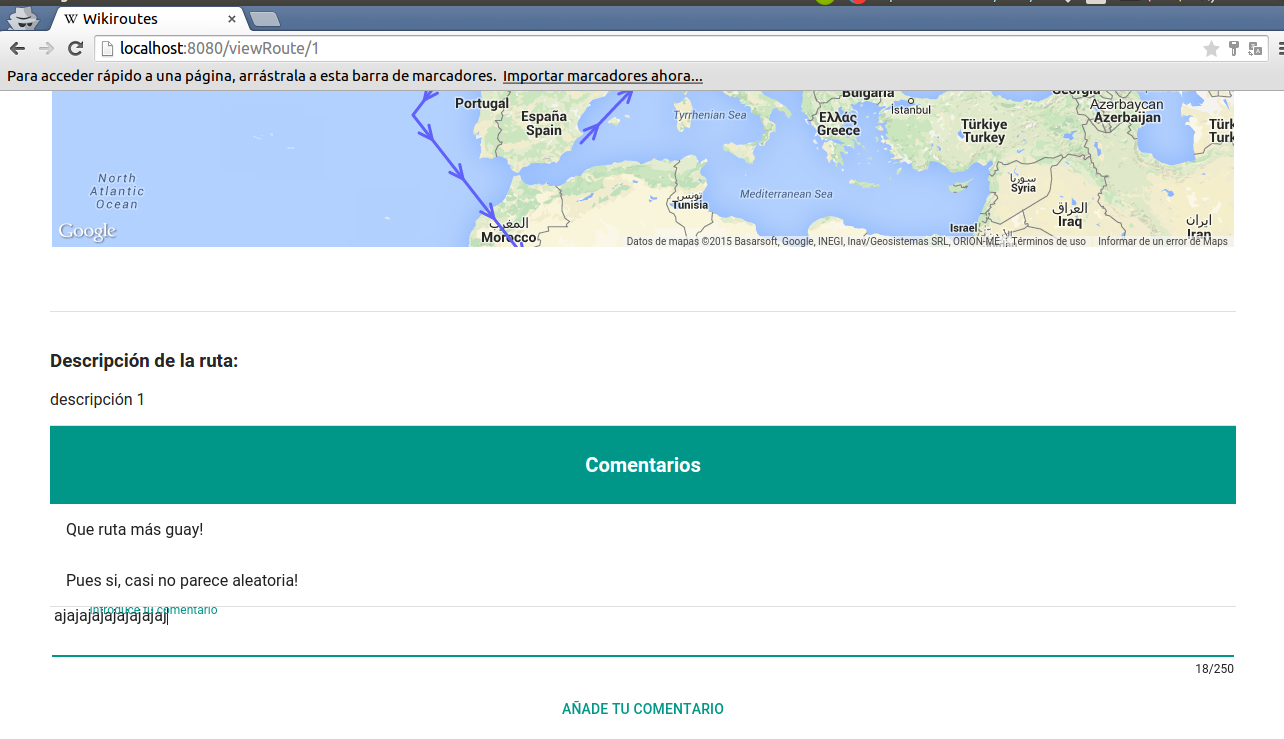 Wikiroutes
localhost:8080/viewRoute/1
Para acceder rápido a una página, arrástrala a esta barra de marcadores. Importar marcadores ahora...
Portugal
España
Spain
Tyrrhenian Sea
Bulgaria
İstanbul
Ελλάς
Greece
Türkiye
Turkey
Georgia
Azərbaycan
Azerbaijan
North
Atlantic
Ocean
المغرب
Morocco
تونس
Tunisia
Mediterranean Sea
سوريا
Syria
العراق
Iraq
Israel
ایران
Iran
Google
Datos de mapas ©2015 Basarsoft, Google, INEGI, Inav/Geosistemas SRL, ORION-ME Términos de uso Informar de un error de Maps
Descripción de la ruta:
descripción 1
Comentarios
Que ruta más guay!
Pues si, casi no parece aleatoria!
Introduce tu comentario
ajajajajajajajajaj
18/250
AÑADE TU COMENTARIO